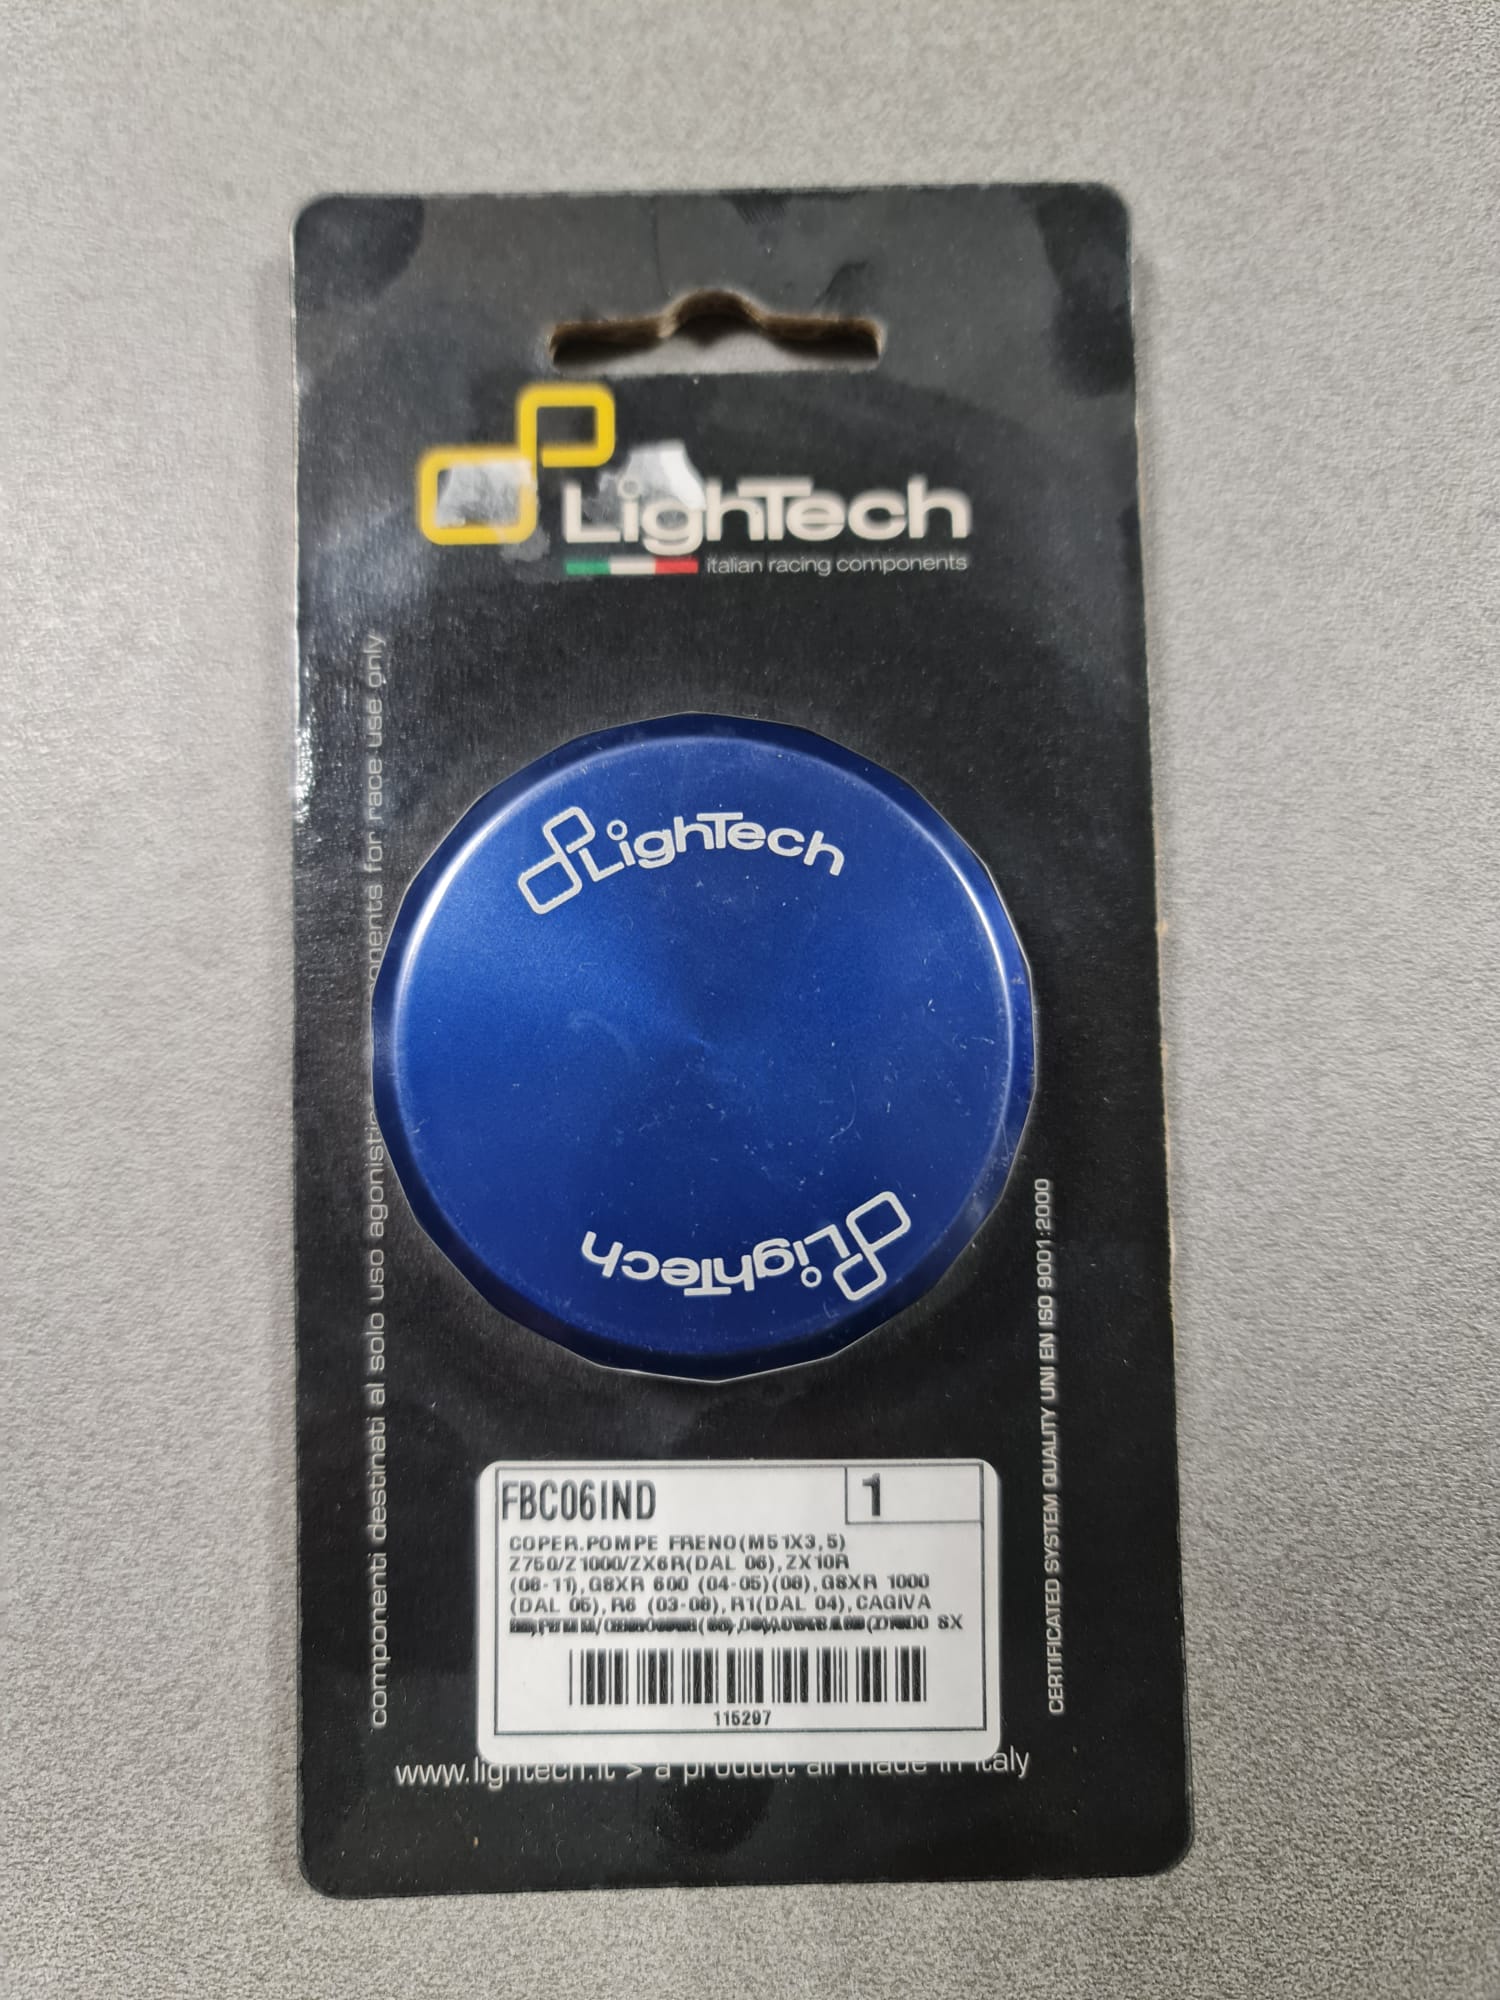 LighTech
italian racing components
componenti destinati al solo uso agonistic
nents for race use only
LighTech
LighTech
CERTIFICATED SYSTEM QUALITY UNI EN ISO 9001:2000
FBC06IND
1
COPER.POMPE FRENO(M51X3,5)
Z750/Z1000/ZX6R(DAL 06),ZX10R
(06-11),GSXR 600 (04-05)(08),GSXR 1000
(DAL 05),R6 (03-08),R1(DAL 04),CAGIVA
SX
115297
www.lightech.it > a product all made in italy